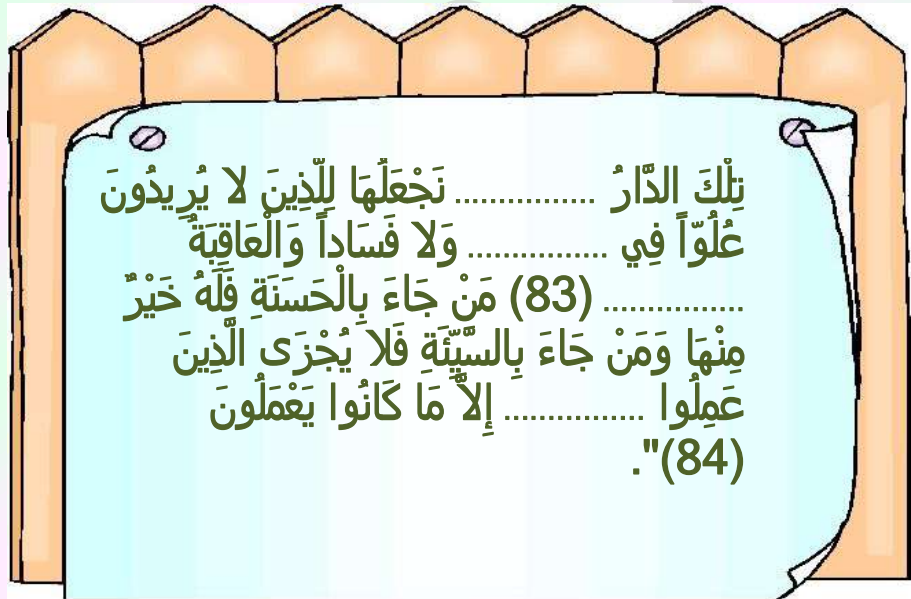 تِلْكَ الدَّارُ ................ نَجْعَلُهَا لِلَّذِينَ لا يُرِيدُونَ
عُلُوّاً فِي ................ وَلا فَسَاداً وَالْعَاقِبَةُ
................ (83) مَنْ جَاءَ بِالْحَسَنَةِ فَلَهُ خَيْرٌ
مِنْهَا وَمَنْ جَاءَ بِالسَّيِّئَةِ فَلا يُجْزَى الَّذِينَ
عَمِلُوا ................ إِلاَّ مَا كَانُوا يَعْمَلُونَ
(84)".